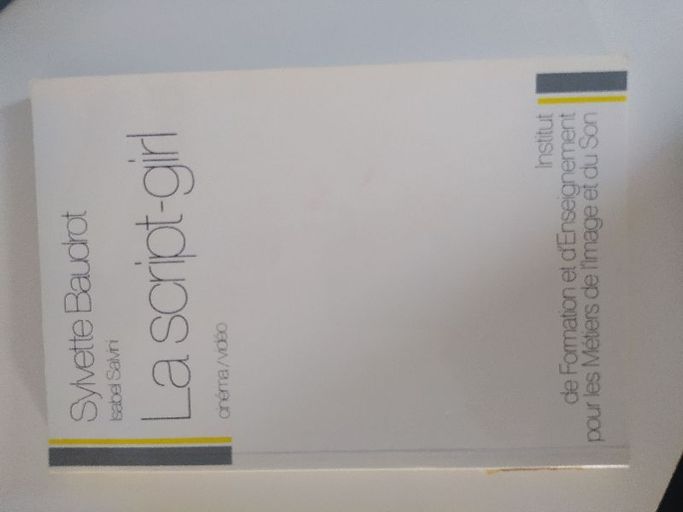 Sylvette Baudrot
Isabel Salvini
La script-girl
cinéma / vidéo
Institut
de Formation et d'Enseignement
pour les Métiers de l'Image et du Son